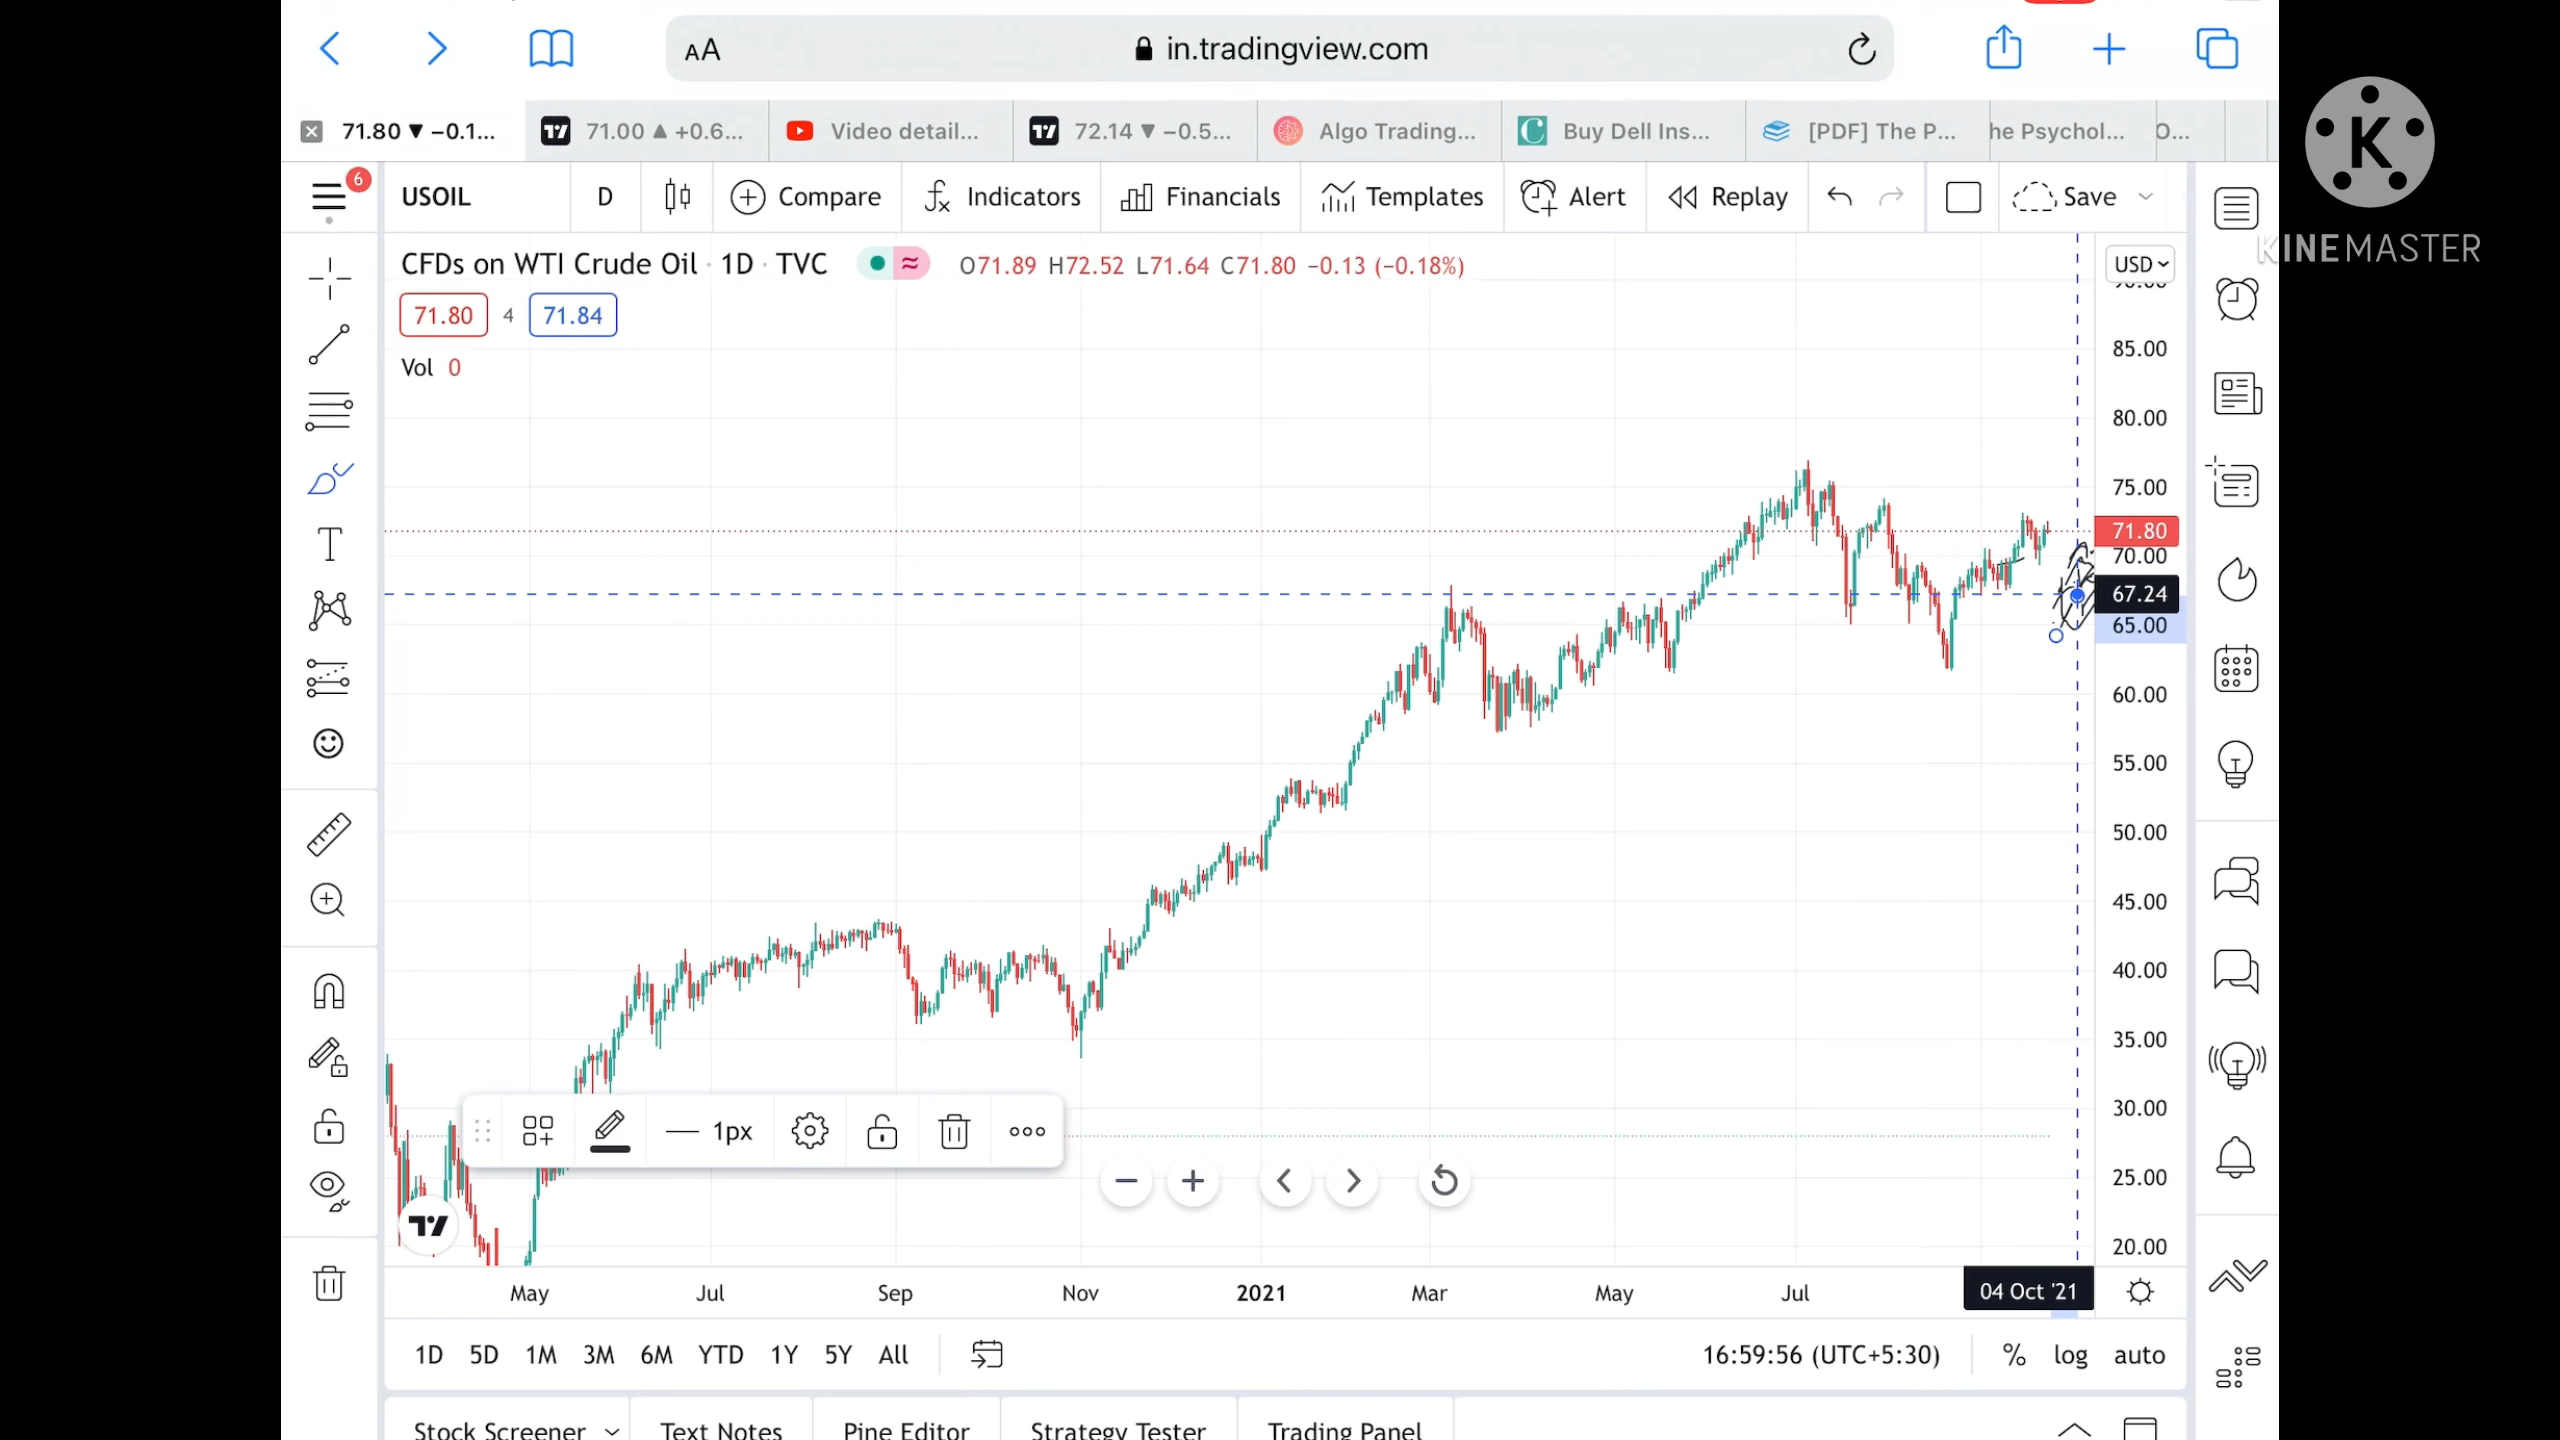 AA
in.tradingview.com
71.80 ▼ −0.1...
71.00 ▲ +0.6...
Video detail...
72.14 ▼ −0.5...
Algo Trading...
Buy Dell Ins...
[PDF] The P...
he Psychol...
O...
6
USOIL
D
Compare
Indicators
Financials
Templates
Alert
Replay
Save
K
KINEMASTER
CFDs on WTI Crude Oil · 1D · TVC
O71.89 H72.52 L71.64 C71.80 −0.13 (−0.18%)
USD
71.80 4 71.84
Vol 0
85.00
80.00
75.00
71.80
70.00
67.24
65.00
60.00
55.00
50.00
45.00
40.00
35.00
30.00
25.00
20.00
1px
May Jul Sep Nov 2021 Mar May Jul 04 Oct '21
1D 5D 1M 3M 6M YTD 1Y 5Y All
16:59:56 (UTC+5:30)
% log auto
Stock Screener Text Notes Pine Editor Strategy Tester Trading Panel